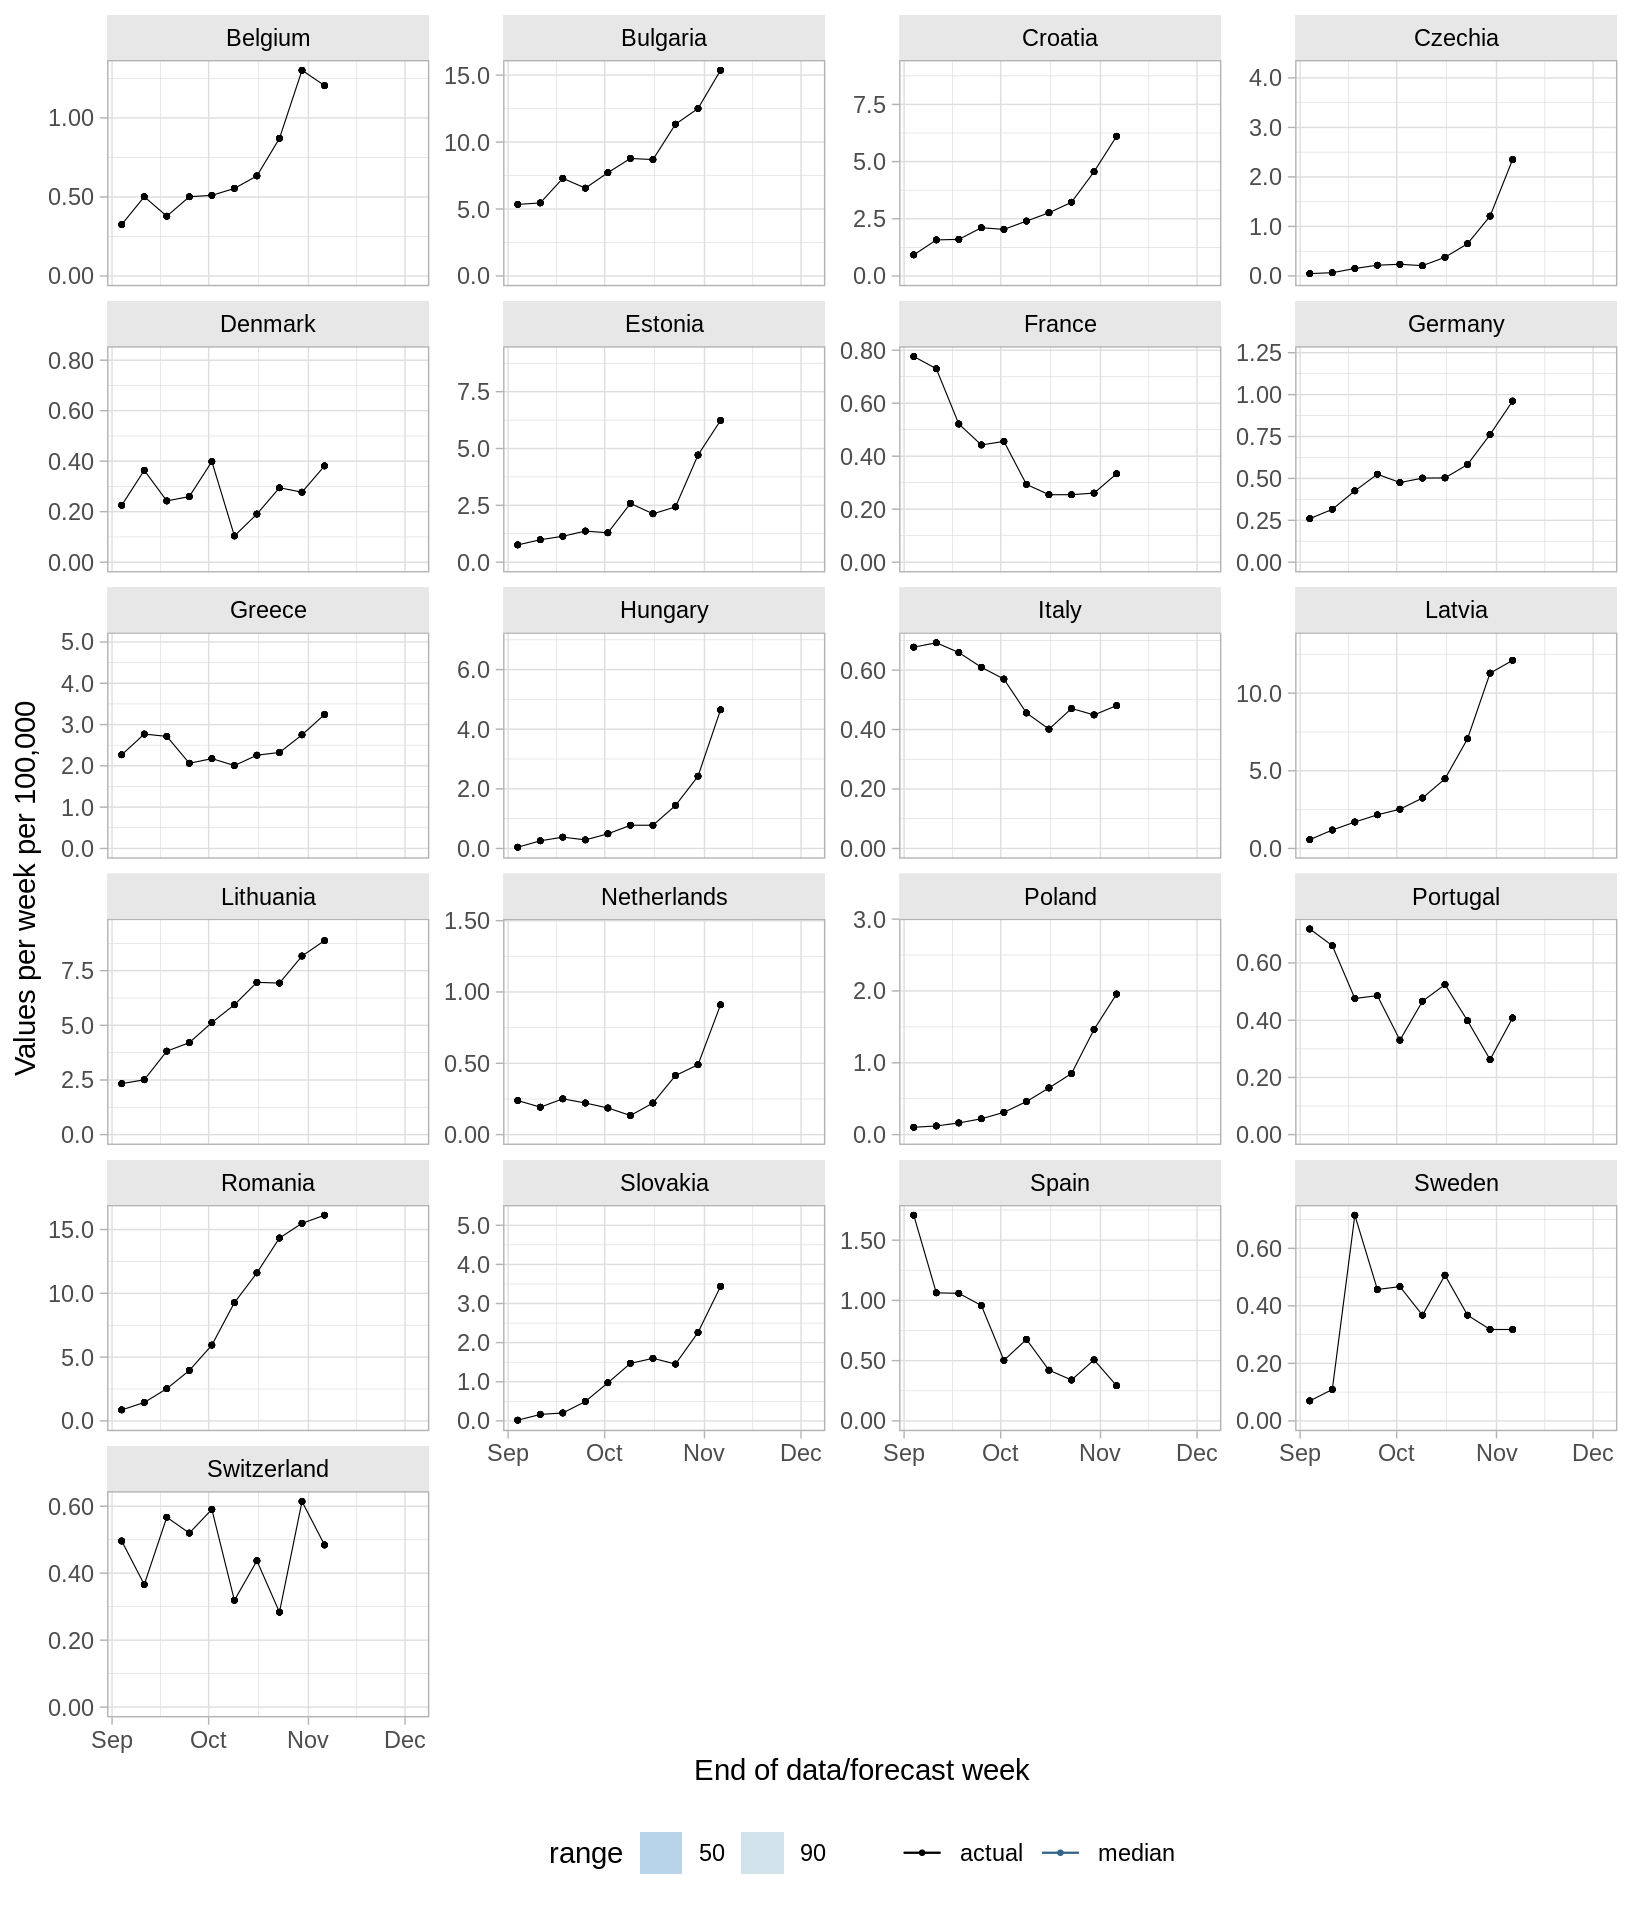 Belgium Bulgaria Croatia Czechia
1.00 0.50 0.00
15.0 10.0 5.0 0.0
7.5 5.0 2.5 0.0
4.0 3.0 2.0 1.0 0.0
Denmark Estonia France Germany
0.80 0.60 0.40 0.20 0.00
7.5 5.0 2.5 0.0
0.80 0.60 0.40 0.20 0.00
1.25 1.00 0.75 0.50 0.25 0.00
Greece Hungary Italy Latvia
5.0 4.0 3.0 2.0 1.0 0.0
6.0 4.0 2.0 0.0
0.60 0.40 0.20 0.00
10.0 5.0 0.0
Values per week per 100,000
Lithuania Netherlands Poland Portugal
7.5 5.0 2.5 0.0
1.50 1.00 0.50 0.00
3.0 2.0 1.0 0.0
0.60 0.40 0.20 0.00
Romania Slovakia Spain Sweden
15.0 10.0 5.0 0.0
5.0 4.0 3.0 2.0 1.0 0.0
1.50 1.00 0.50 0.00
0.60 0.40 0.20 0.00
Sep Oct Nov Dec Sep Oct Nov Dec Sep Oct Nov Dec
Switzerland
0.60 0.40 0.20 0.00
Sep Oct Nov Dec
End of data/forecast week
range 50 90 actual median